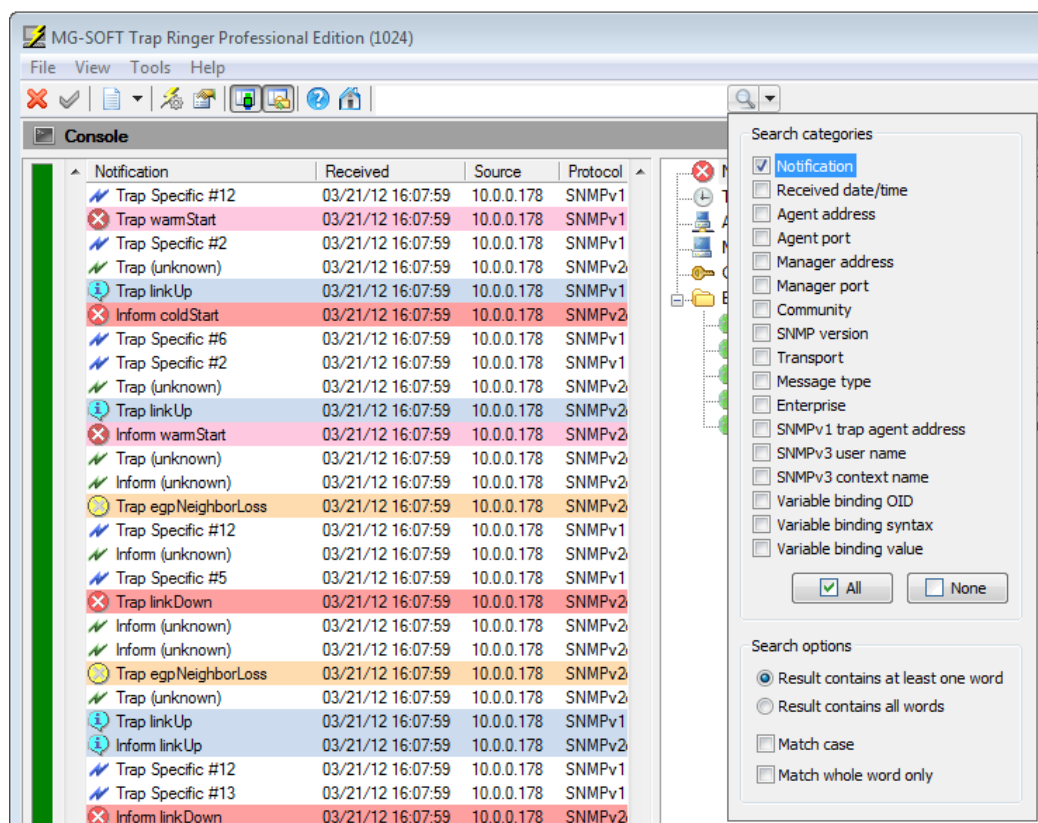 MG-SOFT Trap Ringer Professional Edition (1024)
File View Tools Help
Console
Notification Received Source Protocol
Trap Specific #12 03/21/12 16:07:59 10.0.0.178 SNMPv1
Trap warmStart 03/21/12 16:07:59 10.0.0.178 SNMPv1
Trap Specific #2 03/21/12 16:07:59 10.0.0.178 SNMPv1
Trap (unknown) 03/21/12 16:07:59 10.0.0.178 SNMPv2
Trap linkUp 03/21/12 16:07:59 10.0.0.178 SNMPv1
Inform coldStart 03/21/12 16:07:59 10.0.0.178 SNMPv2
Trap Specific #6 03/21/12 16:07:59 10.0.0.178 SNMPv1
Trap Specific #2 03/21/12 16:07:59 10.0.0.178 SNMPv1
Trap (unknown) 03/21/12 16:07:59 10.0.0.178 SNMPv2
Trap linkUp 03/21/12 16:07:59 10.0.0.178 SNMPv2
Inform warmStart 03/21/12 16:07:59 10.0.0.178 SNMPv2
Trap (unknown) 03/21/12 16:07:59 10.0.0.178 SNMPv2
Inform (unknown) 03/21/12 16:07:59 10.0.0.178 SNMPv2
Trap egpNeighborLoss 03/21/12 16:07:59 10.0.0.178 SNMPv2
Trap Specific #12 03/21/12 16:07:59 10.0.0.178 SNMPv1
Inform (unknown) 03/21/12 16:07:59 10.0.0.178 SNMPv2
Trap Specific #5 03/21/12 16:07:59 10.0.0.178 SNMPv1
Trap linkDown 03/21/12 16:07:59 10.0.0.178 SNMPv2
Inform (unknown) 03/21/12 16:07:59 10.0.0.178 SNMPv2
Inform (unknown) 03/21/12 16:07:59 10.0.0.178 SNMPv2
Trap egpNeighborLoss 03/21/12 16:07:59 10.0.0.178 SNMPv2
Trap (unknown) 03/21/12 16:07:59 10.0.0.178 SNMPv2
Trap linkUp 03/21/12 16:07:59 10.0.0.178 SNMPv1
Inform linkUp 03/21/12 16:07:59 10.0.0.178 SNMPv2
Trap Specific #12 03/21/12 16:07:59 10.0.0.178 SNMPv1
Trap Specific #13 03/21/12 16:07:59 10.0.0.178 SNMPv1
Inform linkDown 03/21/12 16:07:59 10.0.0.178 SNMPv2
Search categories
Notification
Received date/time
Agent address
Agent port
Manager address
Manager port
Community
SNMP version
Transport
Message type
Enterprise
SNMPv1 trap agent address
SNMPv3 user name
SNMPv3 context name
Variable binding OID
Variable binding syntax
Variable binding value
All None
Search options
Result contains at least one word
Result contains all words
Match case
Match whole word only